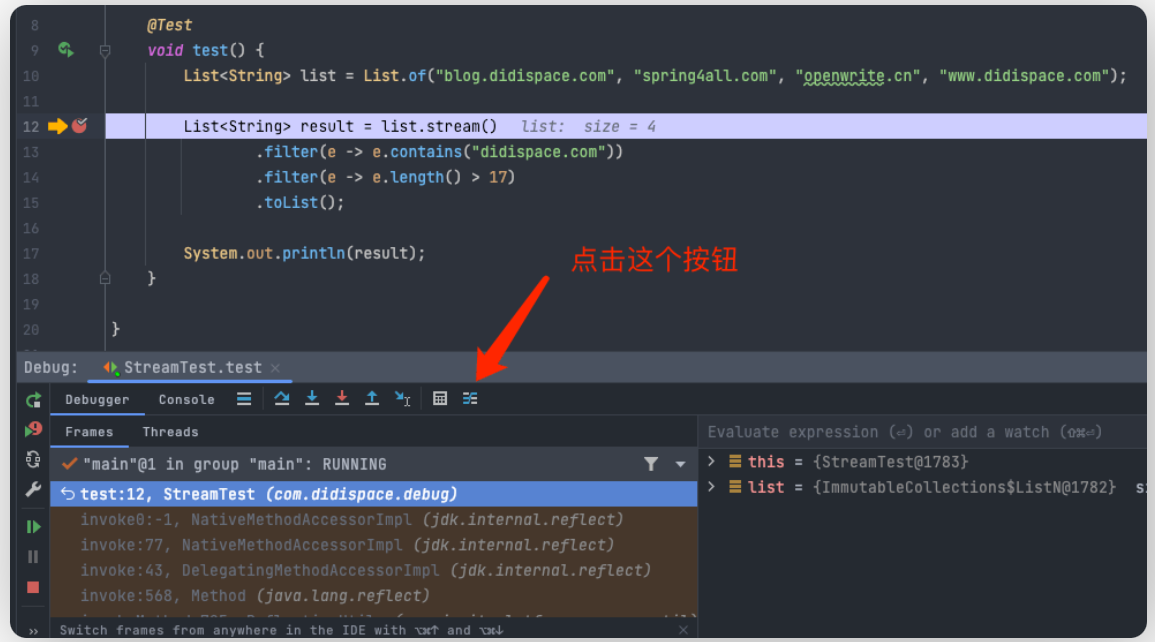 8 @Test
9 void test() {
10 List<String> list = List.of("blog.didispace.com", "spring4all.com", "openwrite.cn", "www.didispace.com");
11
12 List<String> result = list.stream() list: size = 4
13 .filter(e -> e.contains("didispace.com"))
14 .filter(e -> e.length() > 17)
15 .toList();
16
17 System.out.println(result);
点击这个按钮
18 }
19
20 }
Debug: StreamTest.test
Debugger Console
Frames Threads
Evaluate expression (⏎) or add a watch (⇧⌘⏎)
"main"@1 in group "main": RUNNING
this = {StreamTest@1783}
test:12, StreamTest (com.didispace.debug)
list = {ImmutableCollections$ListN@1782}
invoke0:-1, NativeMethodAccessorImpl (jdk.internal.reflect)
invoke:77, NativeMethodAccessorImpl (jdk.internal.reflect)
invoke:43, DelegatingMethodAccessorImpl (jdk.internal.reflect)
invoke:568, Method (java.lang.reflect)
Switch frames from anywhere in the IDE with ⌥⌘↑ and ⌥⌘↓